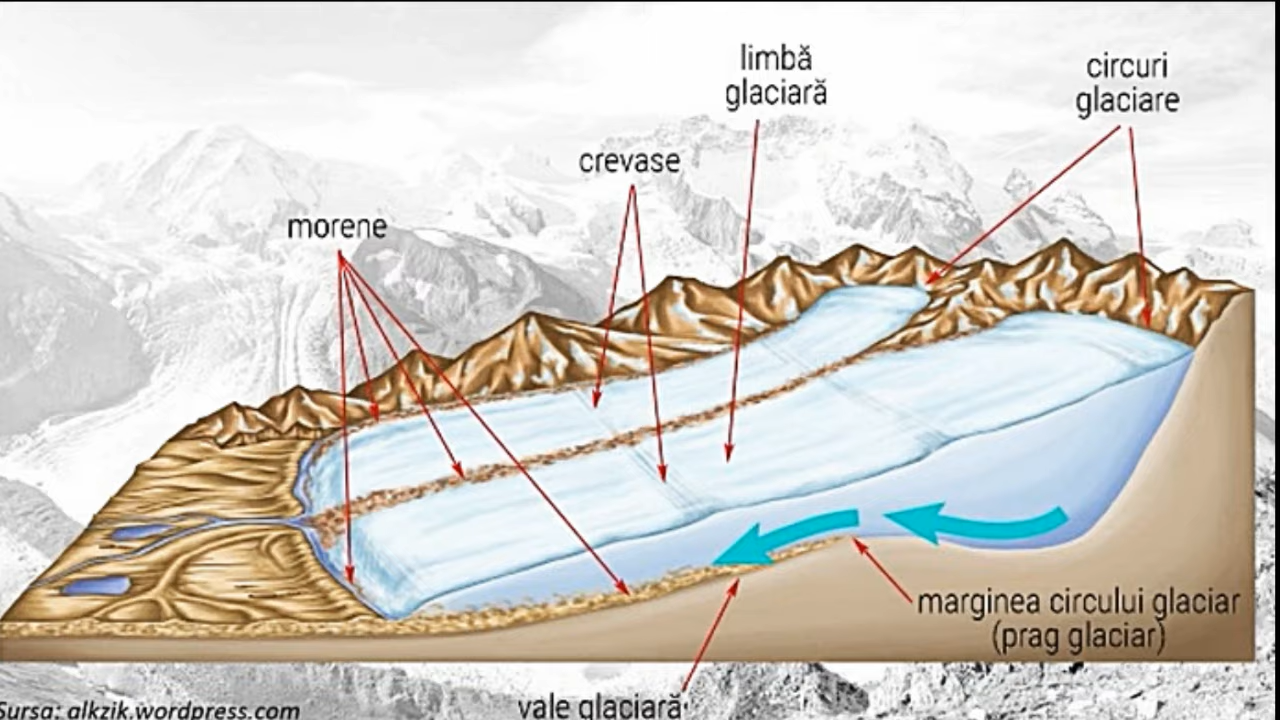 limbă
glaciară
circuri
glaciare
crevase
morene
marginea circului glaciar
(prag glaciar)
vale glaciară
Sursa: alkzik.wordpress.com